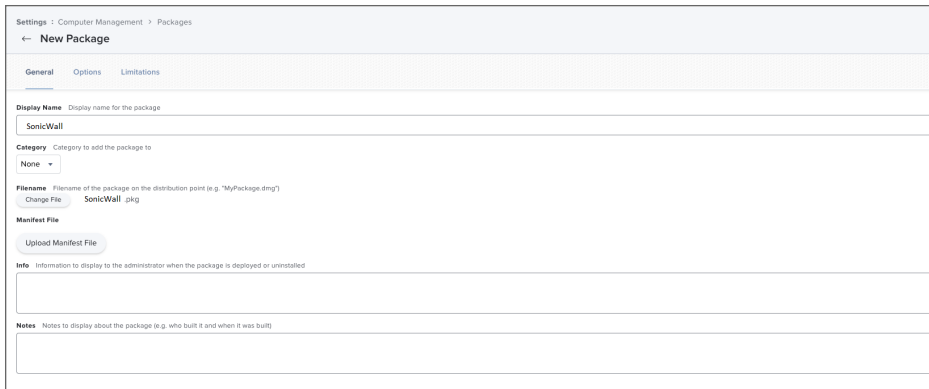 Settings : Computer Management > Packages
← New Package
General Options Limitations
Display Name Display name for the package
SonicWall
Category Category to add the package to
None
Filename Filename of the package on the distribution point (e.g. "MyPackage.dmg")
Change File SonicWall .pkg
Manifest File
Upload Manifest File
Info Information to display to the administrator when the package is deployed or uninstalled
Notes Notes to display about the package (e.g. who built it and when it was built)